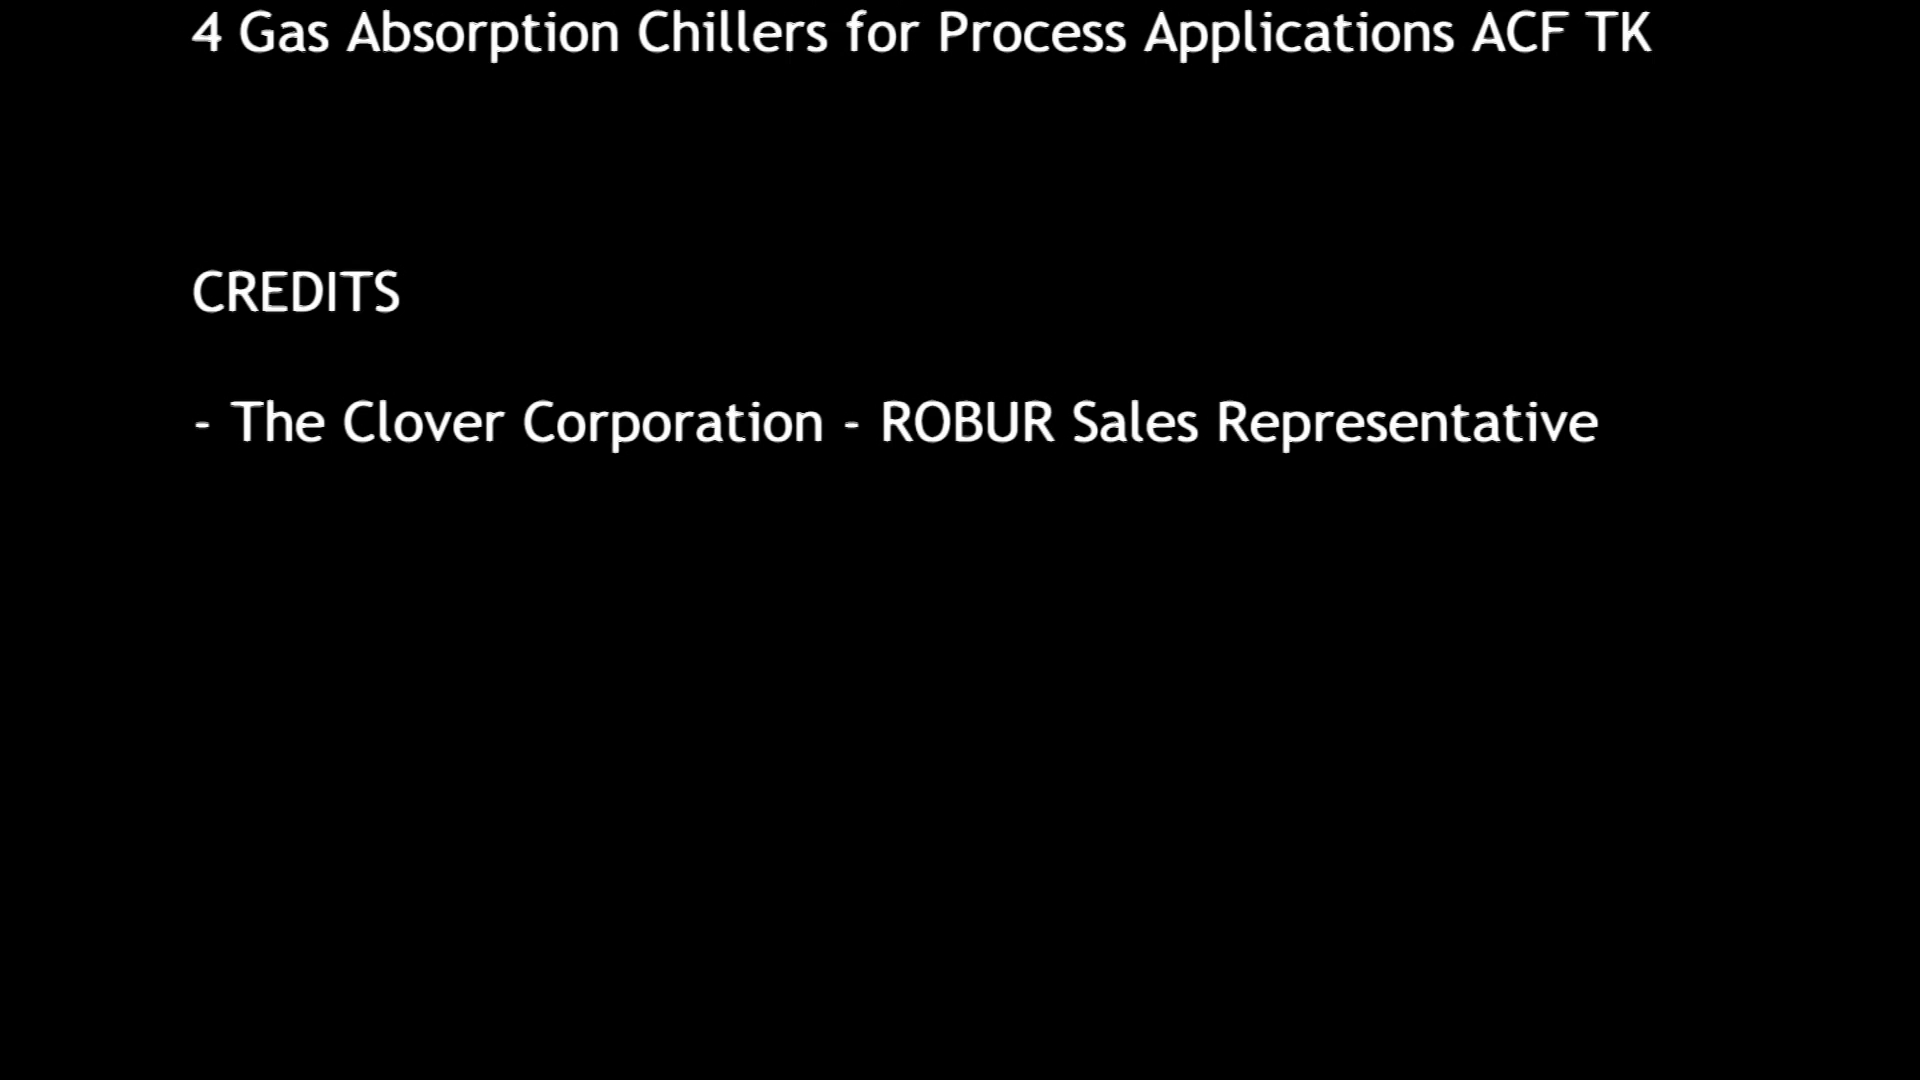 4 Gas Absorption Chillers for Process Applications ACF TK
CREDITS
- The Clover Corporation - ROBUR Sales Representative